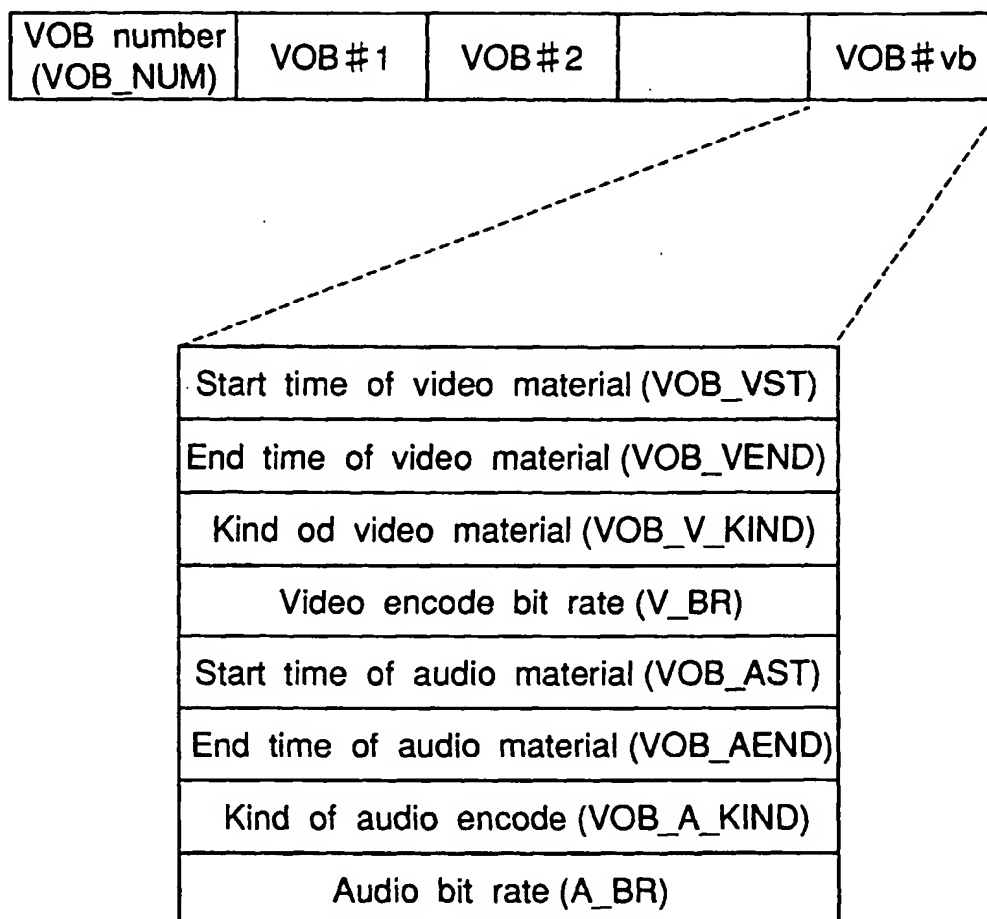 VOB number
(VOB_NUM)
VOB#1
VOB#2
VOB#vb
Start time of video material (VOB_VST)
End time of video material (VOB_VEND)
Kind od video material (VOB_V_KIND)
Video encode bit rate (V_BR)
Start time of audio material (VOB_AST)
End time of audio material (VOB_AEND)
Kind of audio encode (VOB_A_KIND)
Audio bit rate (A_BR)